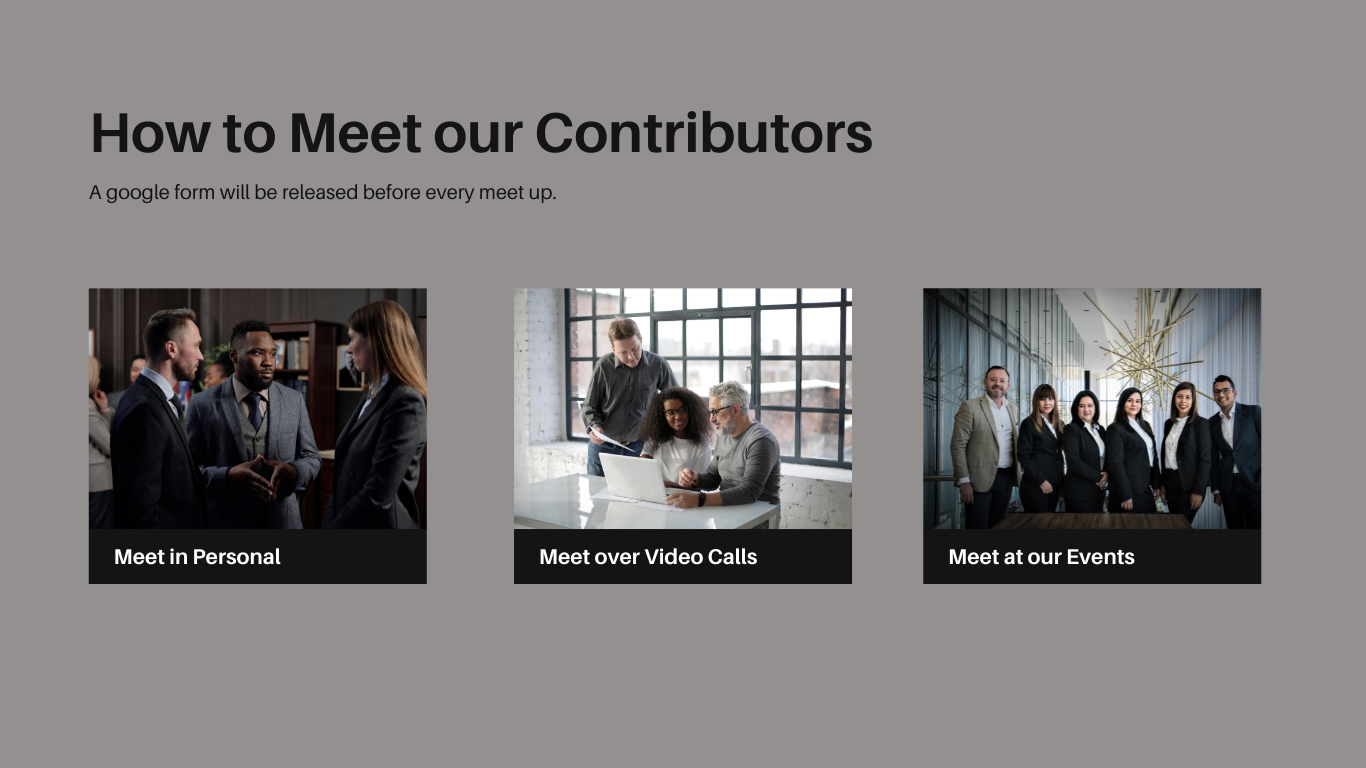 How to Meet our Contributors
A google form will be released before every meet up.
Meet in Personal
Meet over Video Calls
Meet at our Events